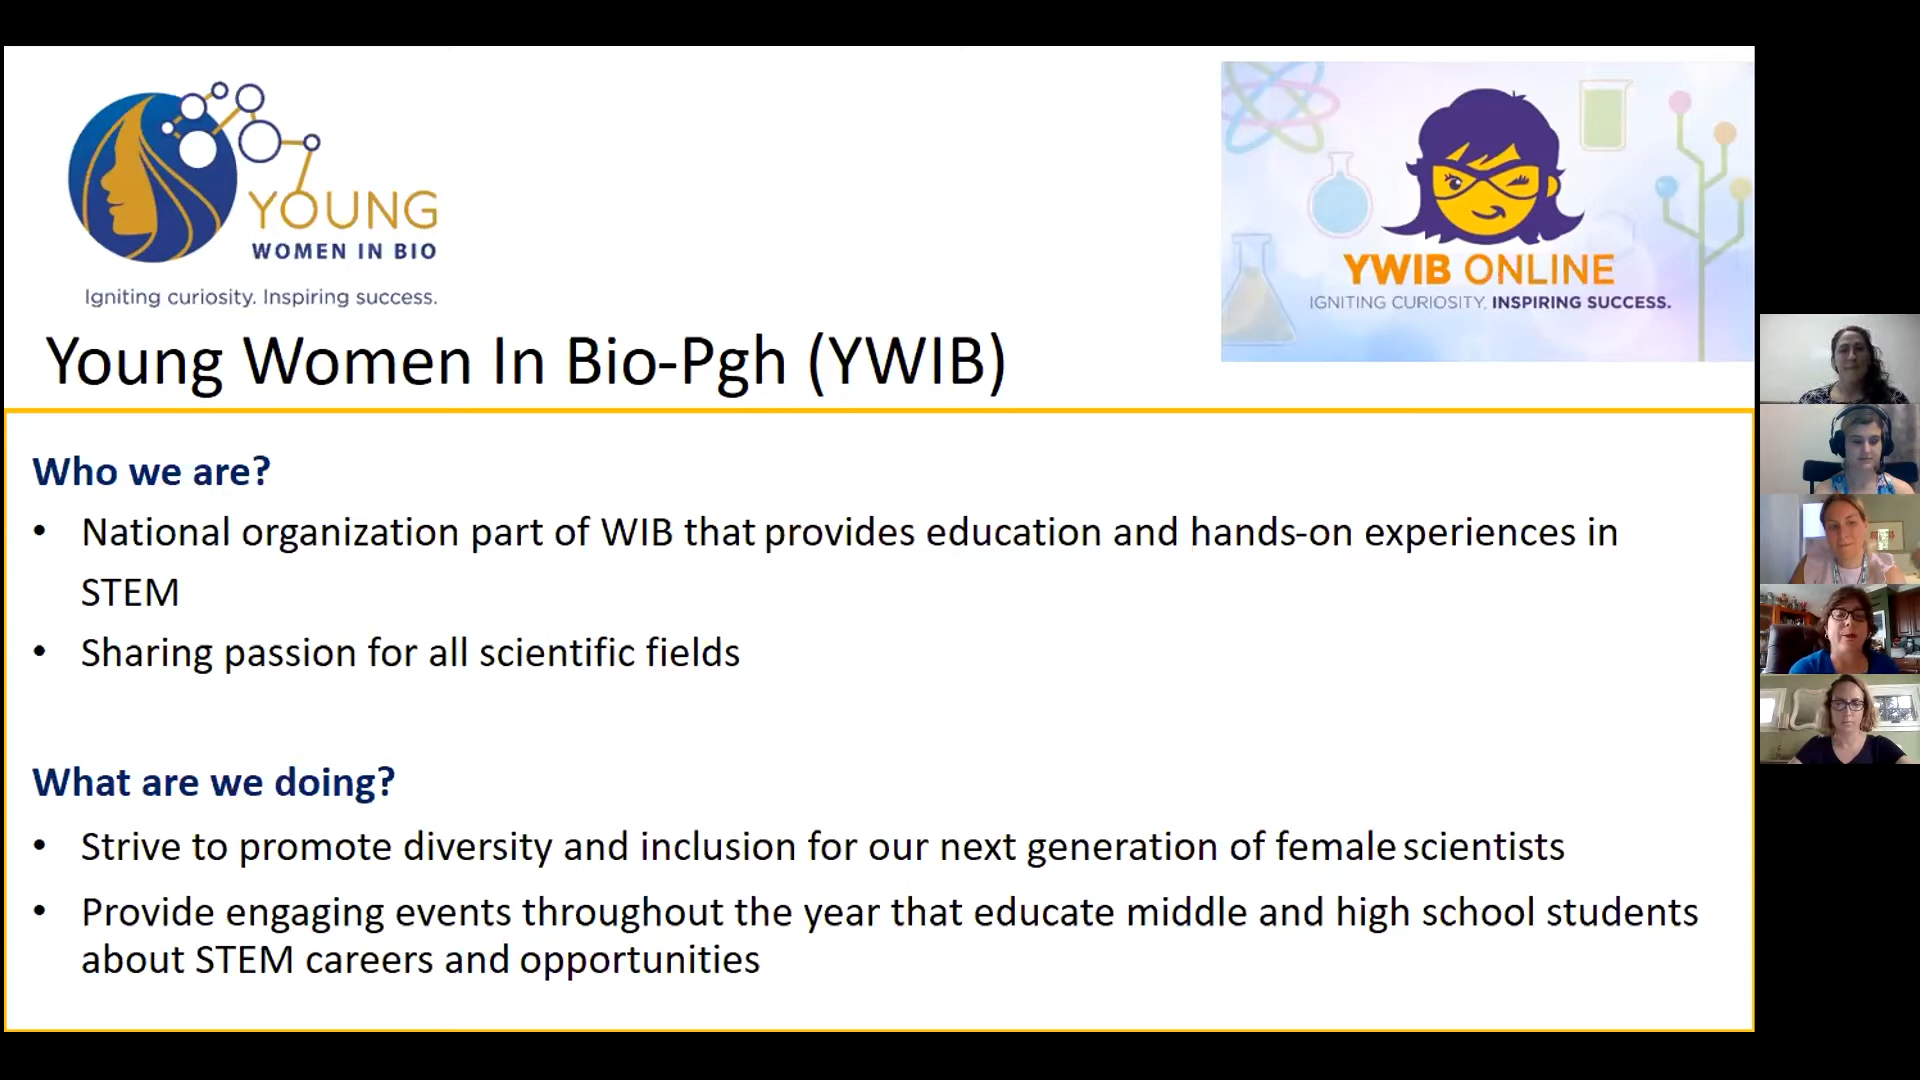 YOUNG
WOMEN IN BIO
Igniting curiosity. Inspiring success.
YWIB ONLINE
IGNITING CURIOSITY, INSPIRING SUCCESS.
Young Women In Bio-Pgh (YWIB)
Who we are?
• National organization part of WIB that provides education and hands-on experiences in
STEM
• Sharing passion for all scientific fields
What are we doing?
• Strive to promote diversity and inclusion for our next generation of female scientists
• Provide engaging events throughout the year that educate middle and high school students
about STEM careers and opportunities